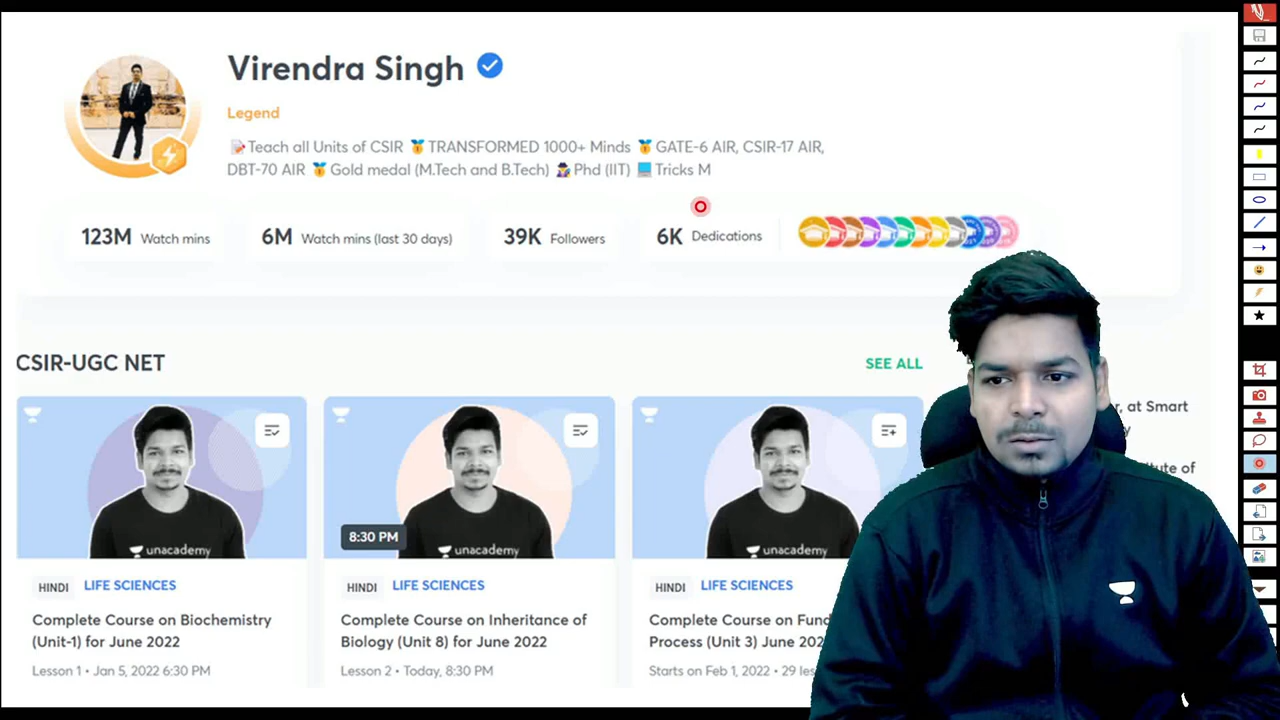 Virendra Singh
Legend
Teach all Units of CSIR 🥇TRANSFORMED 1000+ Minds 🥇GATE-6 AIR, CSIR-17 AIR,
DBT-70 AIR 🥇Gold medal (M.Tech and B.Tech) Phd (IIT) Tricks M
123M Watch mins
6M Watch mins (last 30 days)
39K Followers
6K Dedications
CSIR-UGC NET
SEE ALL
, at Smart
of
unacademy
8:30 PM
unacademy
unacademy
HINDI LIFE SCIENCES
HINDI LIFE SCIENCES
HINDI LIFE SCIENCES
Complete Course on Biochemistry
(Unit-1) for June 2022
Complete Course on Inheritance of
Biology (Unit 8) for June 2022
Complete Course on
Process (Unit 3) June
Lesson 1 • Jan 5, 2022 6:30 PM
Lesson 2 • Today, 8:30 PM
Starts on Feb 1, 2022 • 29